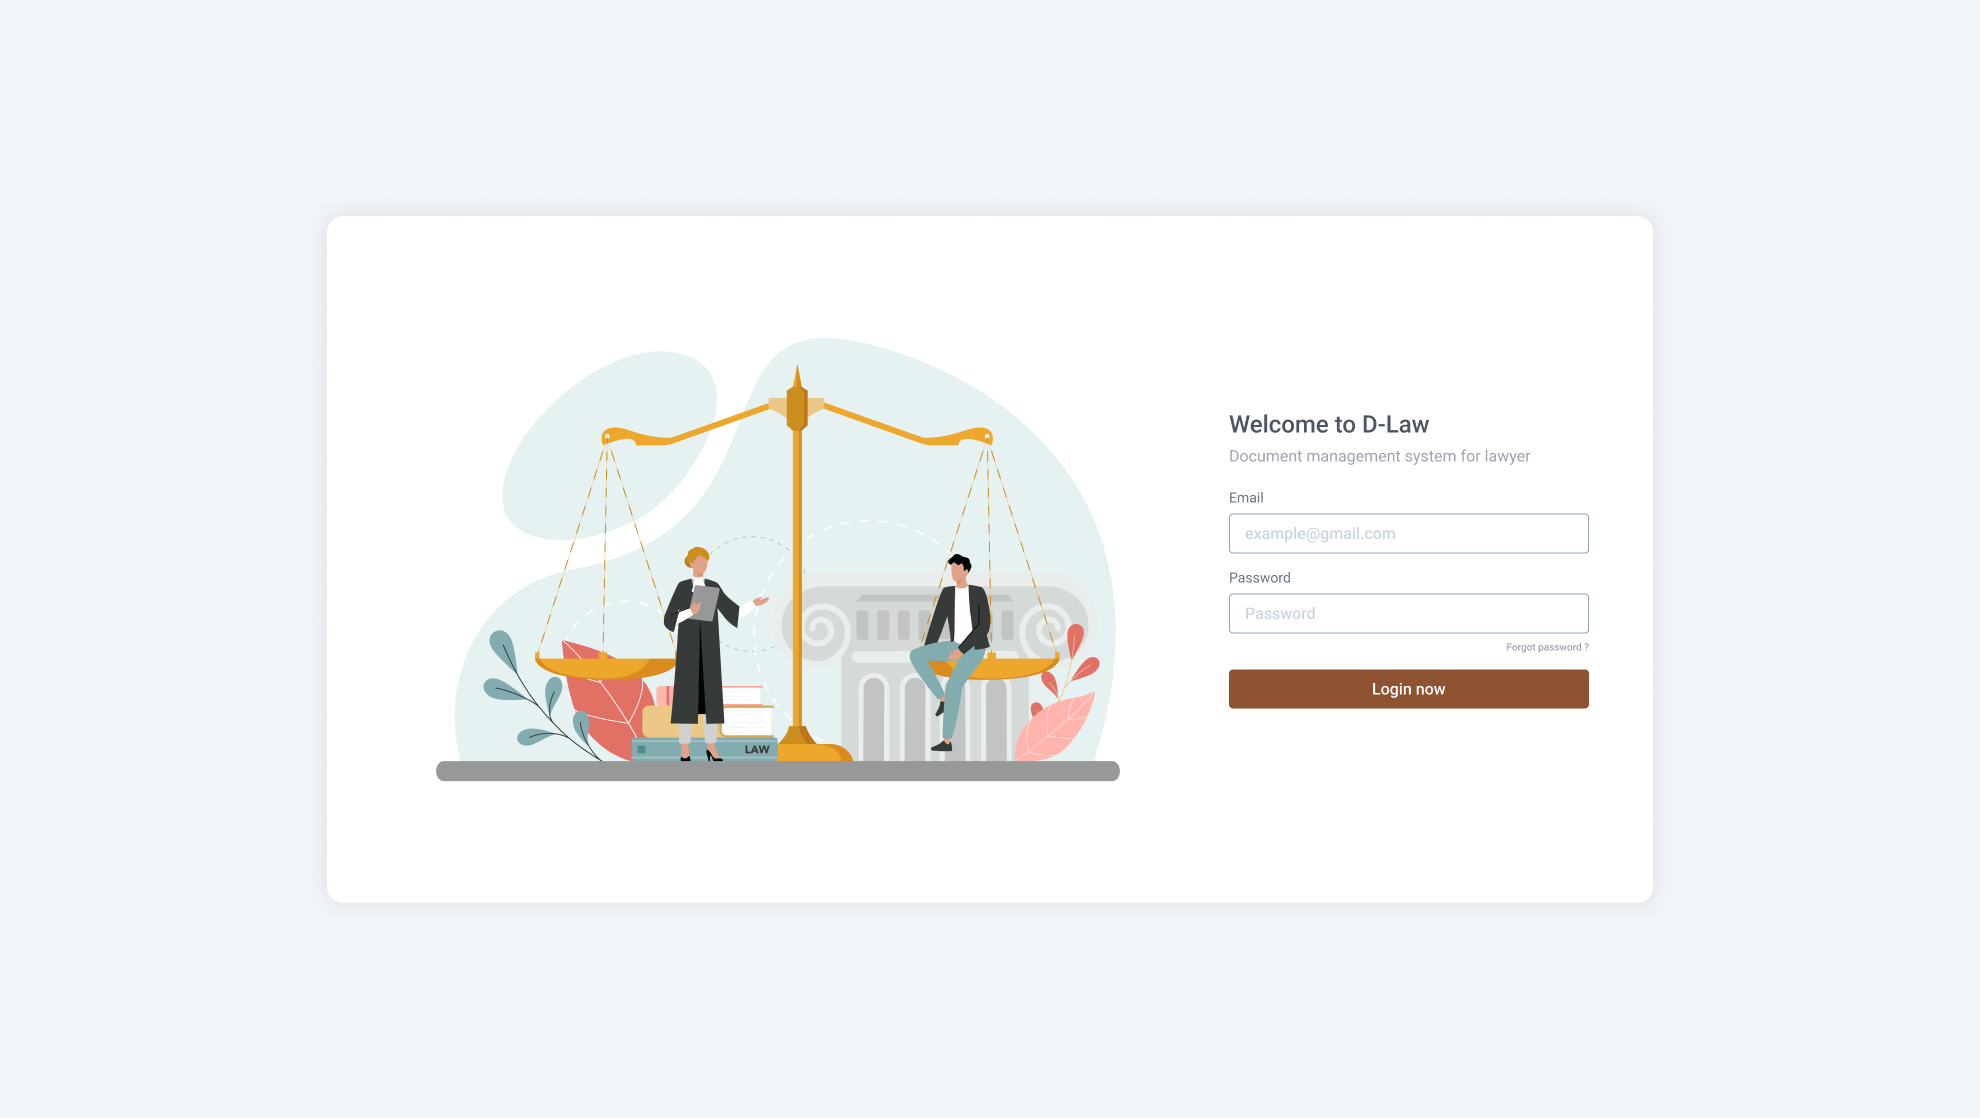 Welcome to D-Law
Document management system for lawyer
Email
example@gmail.com
Password
Password
Forgot password ?
Login now
LAW